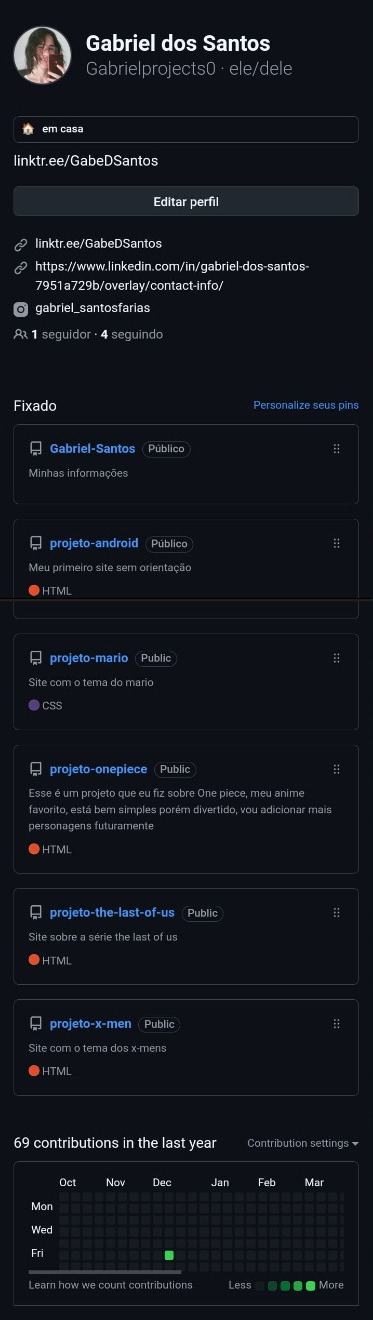 Gabriel dos Santos
Gabrielprojects0 · ele/dele
em casa
linktr.ee/GabeDSantos
Editar perfil
linktr.ee/GabeDSantos
https://www.linkedin.com/in/gabriel-dos-santos-
7951a729b/overlay/contact-info/
gabriel_santosfarias
1 seguidor · 4 seguindo
Fixado Personalize seus pins
Gabriel-Santos Público
Minhas informações
projeto-android Público
Meu primeiro site sem orientação
HTML
projeto-mario Public
Site com o tema do mario
CSS
projeto-onepiece Public
Esse é um projeto que eu fiz sobre One piece, meu anime
favorito, está bem simples porém divertido, vou adicionar mais
personagens futuramente
HTML
projeto-the-last-of-us Public
Site sobre a série the last of us
HTML
projeto-x-men Public
Site com o tema dos x-mens
HTML
69 contributions in the last year Contribution settings
Oct Nov Dec Jan Feb Mar
Mon
Wed
Fri
Learn how we count contributions Less More